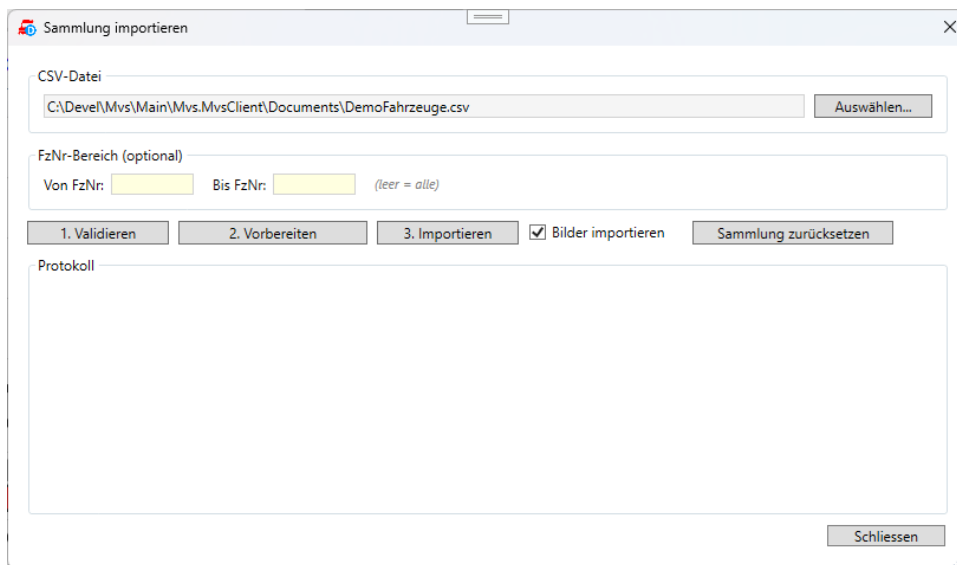 Sammlung importieren
CSV-Datei
C:\Devel\Mvs\Main\Mvs.MvsClient\Documents\DemoFahrzeuge.csv Auswählen...
FzNr-Bereich (optional)
Von FzNr: Bis FzNr: (leer = alle)
1. Validieren 2. Vorbereiten 3. Importieren Bilder importieren Sammlung zurücksetzen
Protokoll
Schliessen